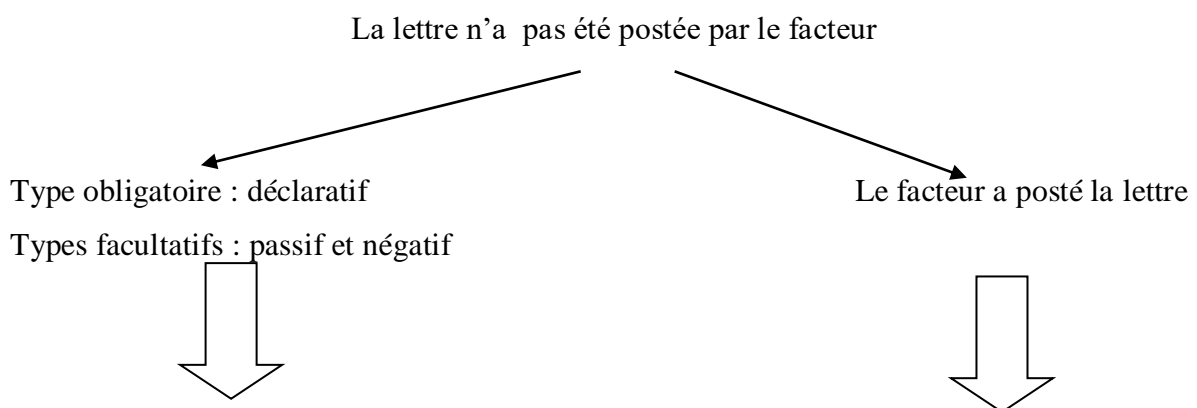 La lettre n’a  pas été postée par le facteur
Type obligatoire : déclaratif
Le facteur a posté la lettre
Types facultatifs : passif et négatif